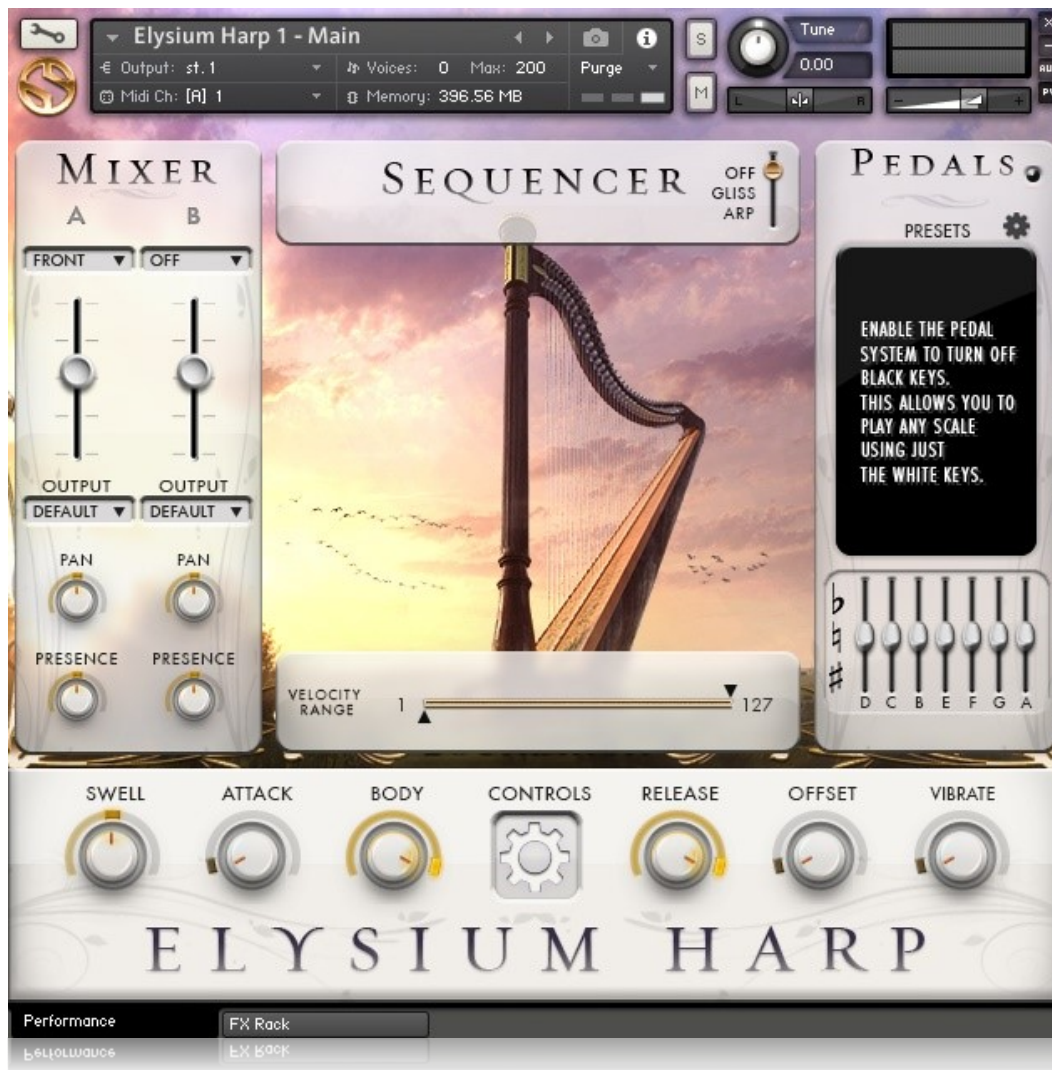 Elysium Harp 1 - Main
Output: st.1
Voices: 0 Max: 200
Purge
Midi Ch: [A] 1
Memory: 396.56 MB
S
M
Tune
0.00
L
R
- +
AU
PV
MIXER
A B
FRONT OFF
OUTPUT OUTPUT
DEFAULT DEFAULT
PAN PAN
PRESENCE PRESENCE
SEQUENCER
OFF
GLISS
ARP
VELOCITY
RANGE
1
127
PEDALS
PRESETS
ENABLE THE PEDAL
SYSTEM TO TURN OFF
BLACK KEYS.
THIS ALLOWS YOU TO
PLAY ANY SCALE
USING JUST
THE WHITE KEYS.
♭
♮
♯
D C B E F G A
SWELL ATTACK BODY CONTROLS RELEASE OFFSET VIBRATE
ELYSIUM HARP
Performance FX Rack